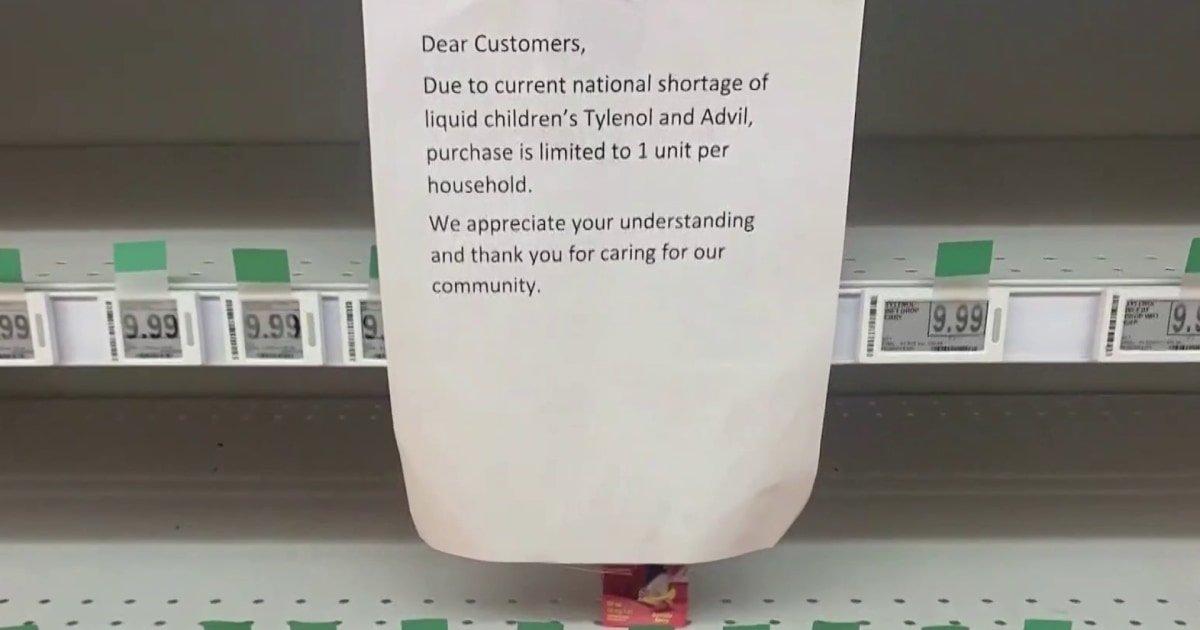 Dear Customers,
Due to current national shortage of
liquid children's Tylenol and Advil,
purchase is limited to 1 unit per
household.
We appreciate your understanding
and thank you for caring for our
community.
99
9.99
9.99
9.
9.99
9.